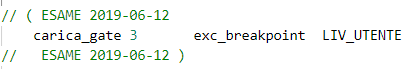 // ( ESAME 2019-06-12
carica_gate 3 exc_breakpoint LIV_UTENTE
// ESAME 2019-06-12 )